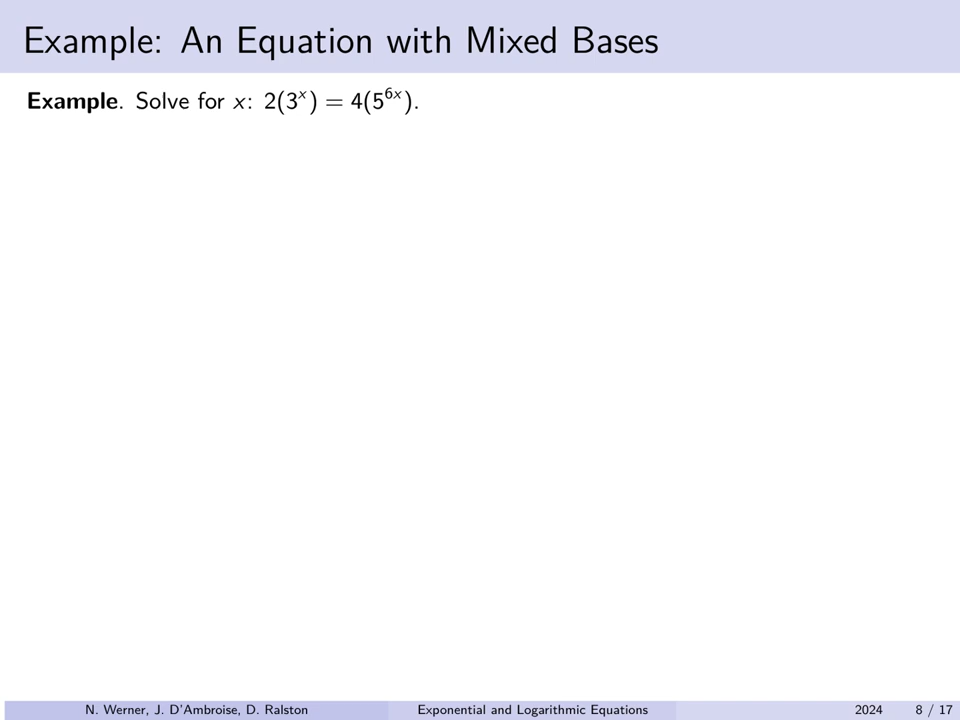 Example: An Equation with Mixed Bases
Example. Solve for x: 2(3^x) = 4(5^{6x}).
N. Werner, J. D'Ambroise, D. Ralston Exponential and Logarithmic Equations 2024 8 / 17